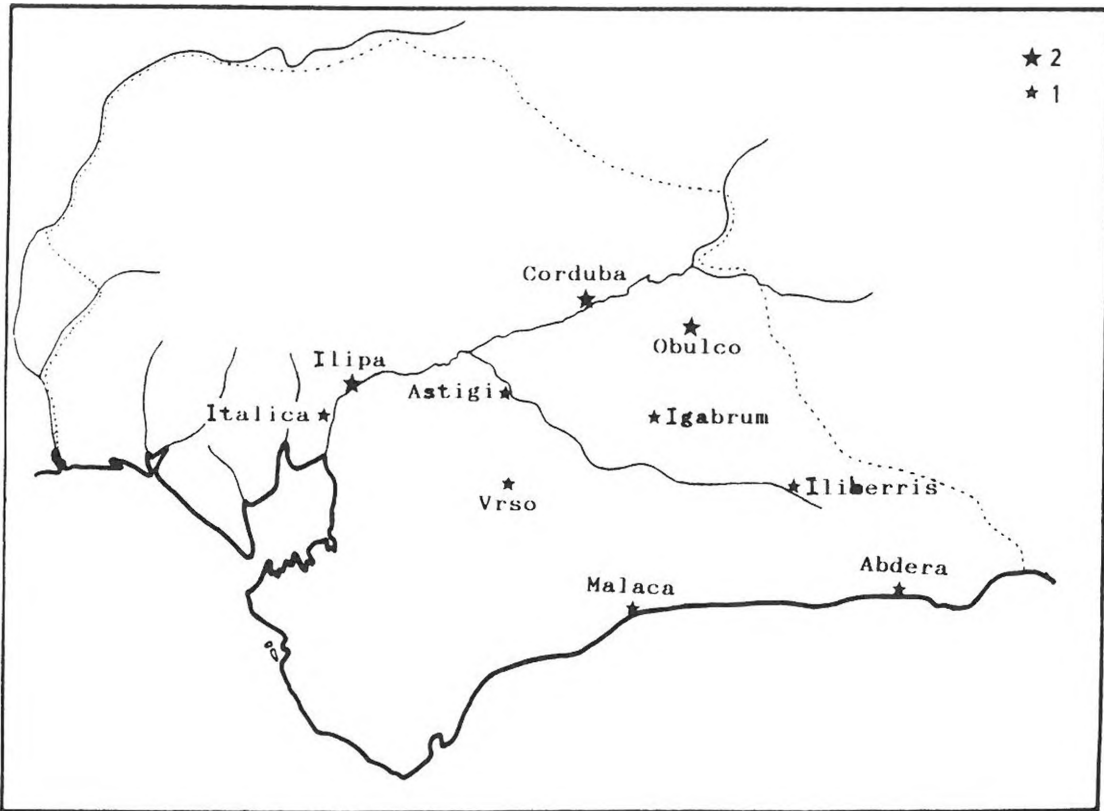 ★ 2
★ 1
Corduba
Obulco
Ilipa
Astigi
Italica
Igabrum
Iliberris
Vrso
Abdera
Malaca